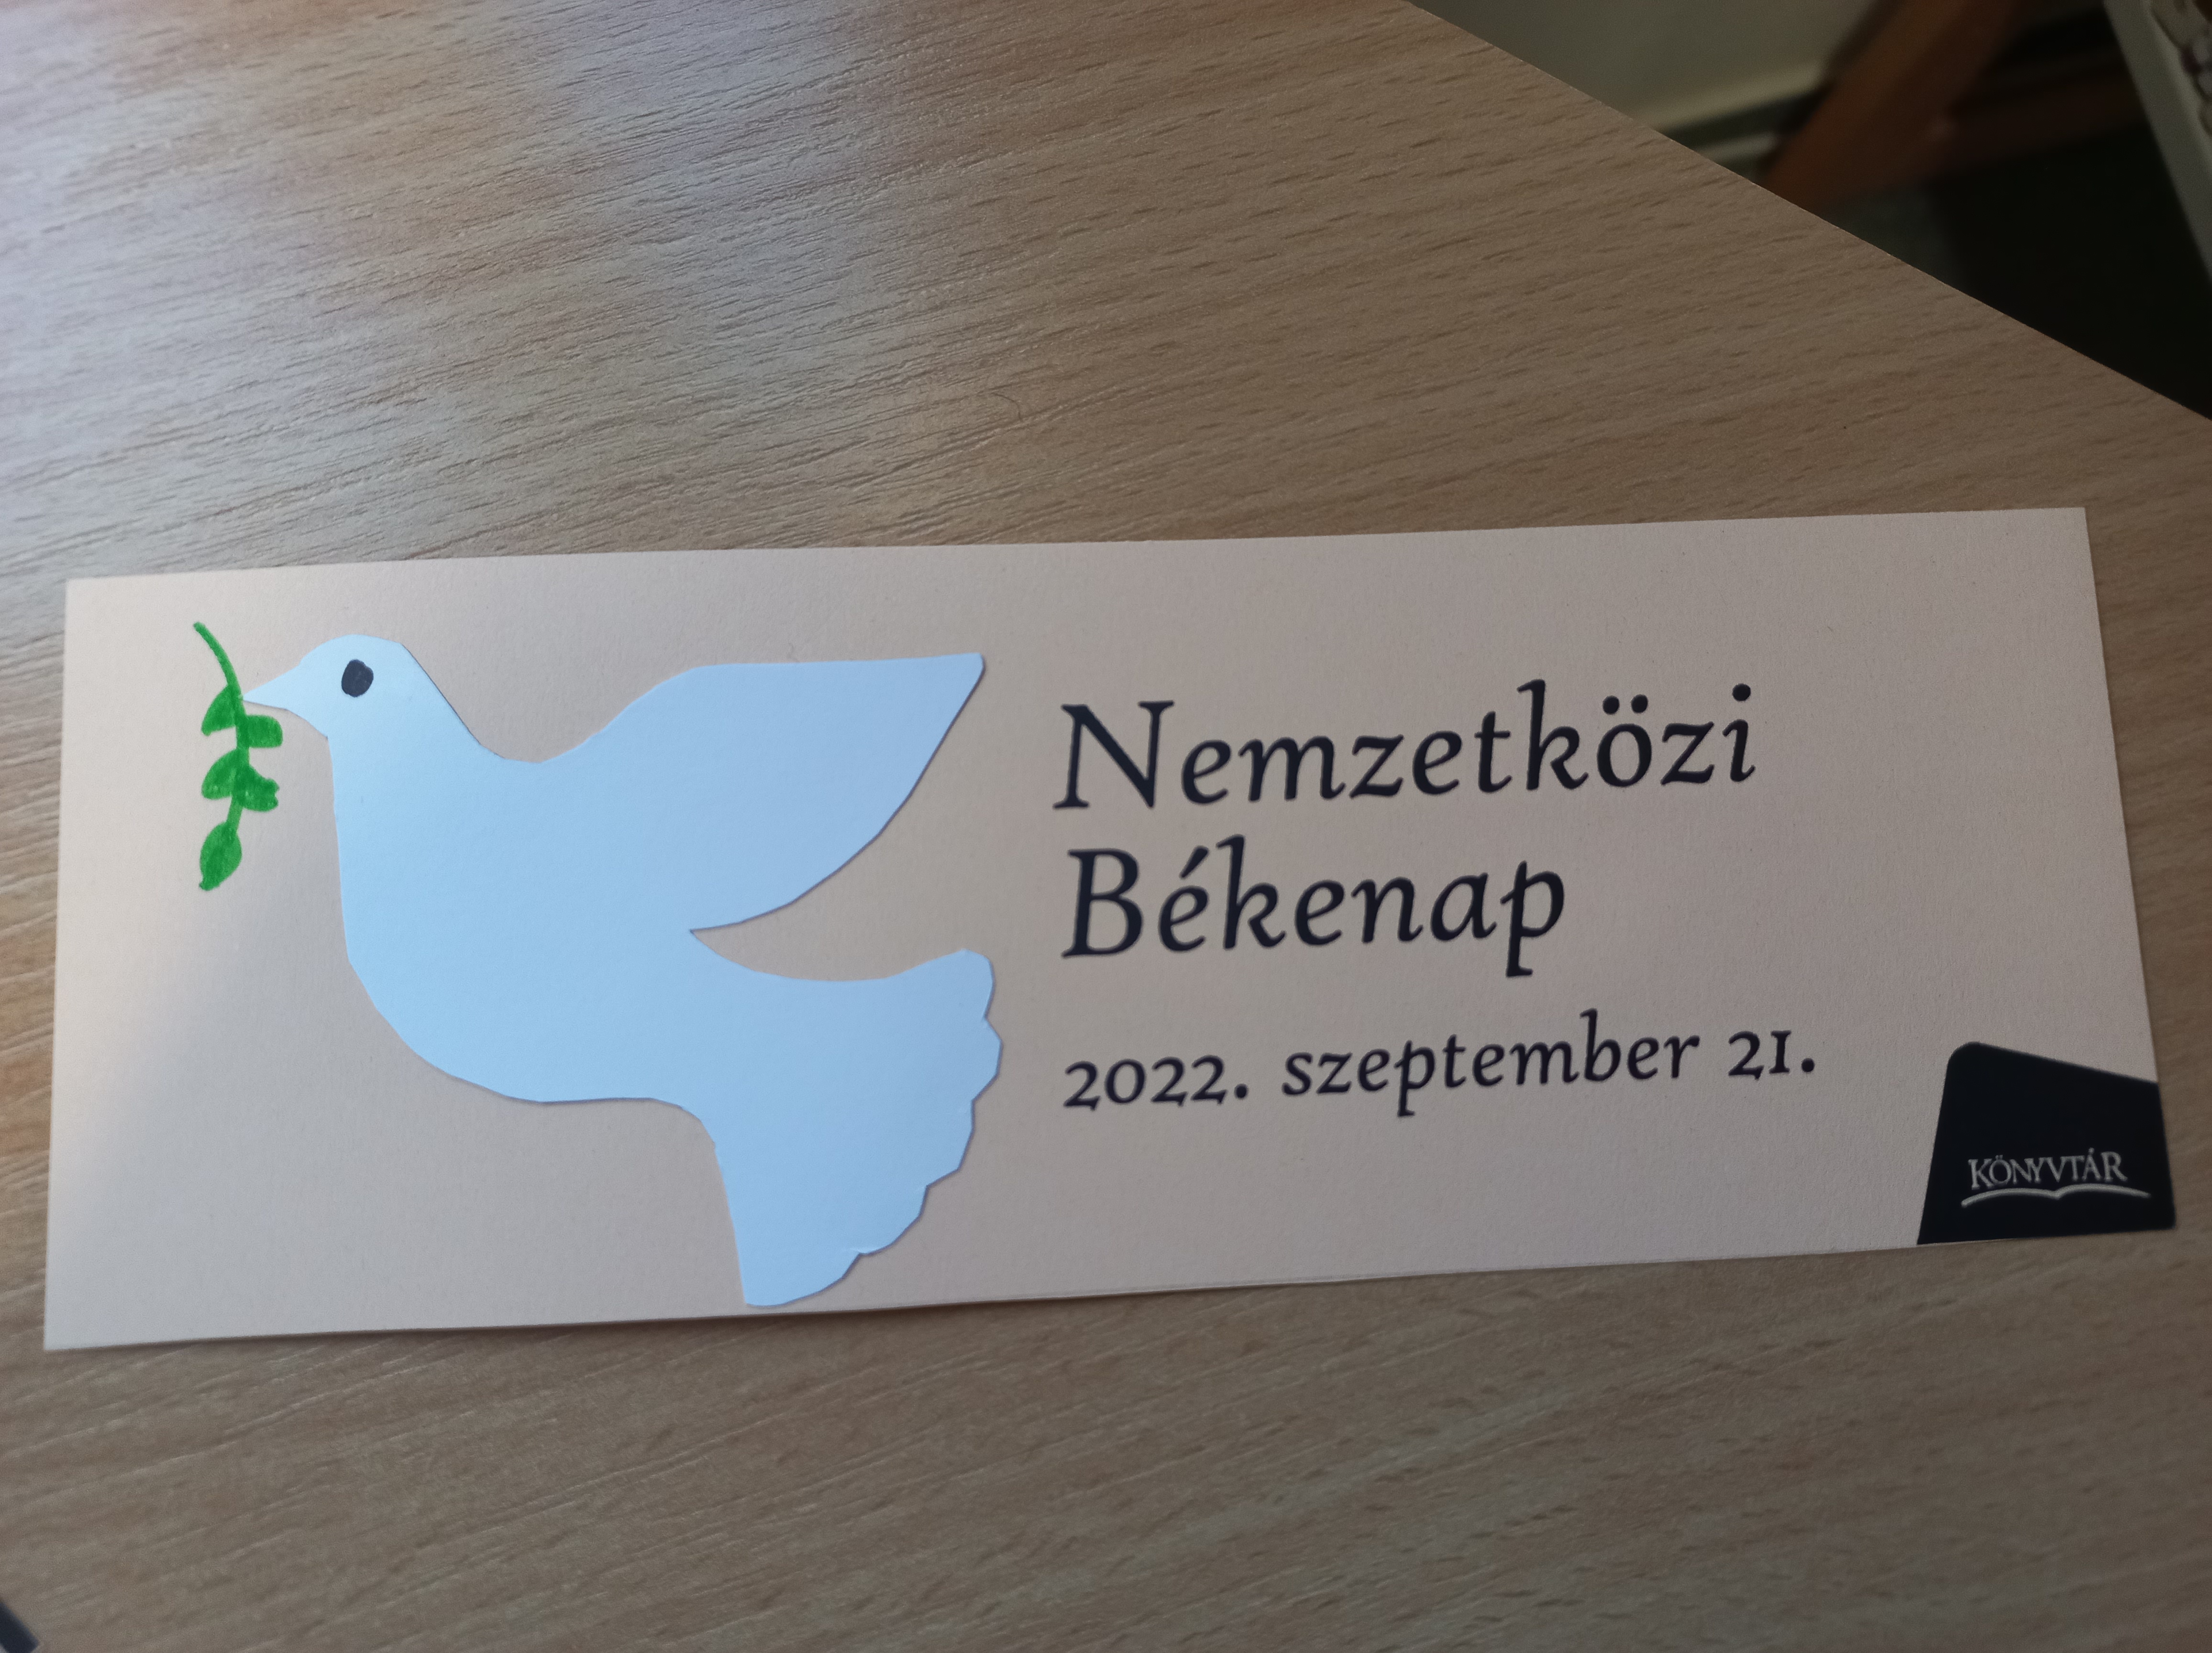 Nemzetközi
Békenap
2022. szeptember 21.
KÖNYVTÁR